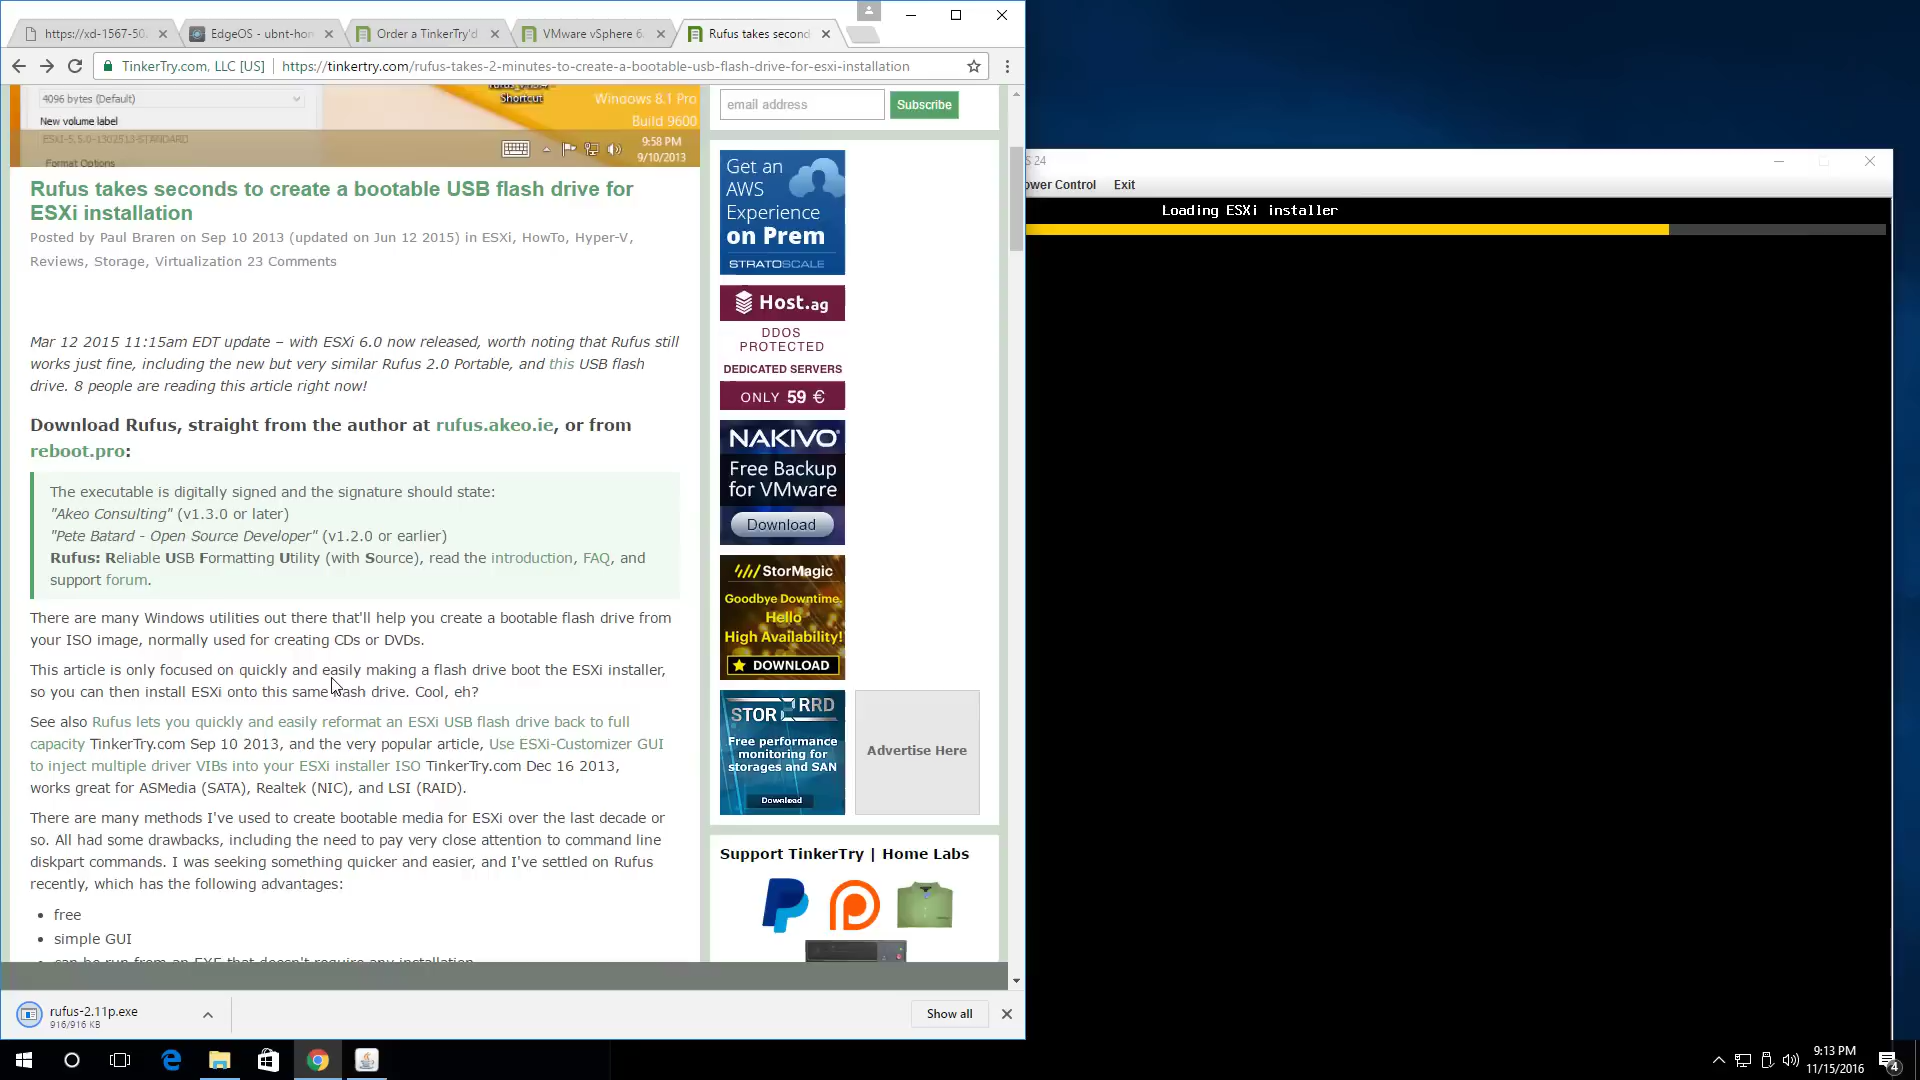 https://xd-1567-50
EdgeOS - ubnt-hon
Order a TinkerTry'd
VMware vSphere 6.
Rufus takes second
TinkerTry.com, LLC [US]
https://tinkertry.com/rufus-takes-2-minutes-to-create-a-bootable-usb-flash-drive-for-esxi-installation
4096 bytes (Default)
New volume label
ESXI-5.5.0-1302513-STANDARD
Format Options
Shortcut
Windows 8.1 Pro
Build 9600
9:58 PM
9/10/2013
Rufus takes seconds to create a bootable USB flash drive for
ESXi installation
Posted by Paul Braren on Sep 10 2013 (updated on Jun 12 2015) in ESXi, HowTo, Hyper-V,
Reviews, Storage, Virtualization 23 Comments
Mar 12 2015 11:15am EDT update – with ESXi 6.0 now released, worth noting that Rufus still
works just fine, including the new but very similar Rufus 2.0 Portable, and this USB flash
drive. 8 people are reading this article right now!
Download Rufus, straight from the author at rufus.akeo.ie, or from
reboot.pro:
The executable is digitally signed and the signature should state:
"Akeo Consulting" (v1.3.0 or later)
"Pete Batard - Open Source Developer" (v1.2.0 or earlier)
Rufus: Reliable USB Formatting Utility (with Source), read the introduction, FAQ, and
support forum.
There are many Windows utilities out there that'll help you create a bootable flash drive from
your ISO image, normally used for creating CDs or DVDs.
This article is only focused on quickly and easily making a flash drive boot the ESXi installer,
so you can then install ESXi onto this same flash drive. Cool, eh?
See also Rufus lets you quickly and easily reformat an ESXi USB flash drive back to full
capacity TinkerTry.com Sep 10 2013, and the very popular article, Use ESXi-Customizer GUI
to inject multiple driver VIBs into your ESXi installer ISO TinkerTry.com Dec 16 2013,
works great for ASMedia (SATA), Realtek (NIC), and LSI (RAID).
There are many methods I've used to create bootable media for ESXi over the last decade or
so. All had some drawbacks, including the need to pay very close attention to command line
diskpart commands. I was seeking something quicker and easier, and I've settled on Rufus
recently, which has the following advantages:
• free
• simple GUI
• can be run from an EXE that doesn't require any installation
email address
Subscribe
Get an
AWS
Experience
on Prem
STRATOSCALE
Host.ag
DDOS
PROTECTED
DEDICATED SERVERS
ONLY 59 €
NAKIVO
Free Backup
for VMware
Download
StorMagic
Goodbye Downtime.
Hello
High Availability!
DOWNLOAD
STOR2RRD
Free performance
monitoring for
storages and SAN
Download
Advertise Here
Support TinkerTry | Home Labs
rufus-2.11p.exe
916/916 KB
Show all
S 24
ower Control
Exit
Loading ESXi installer
9:13 PM
11/15/2016
4